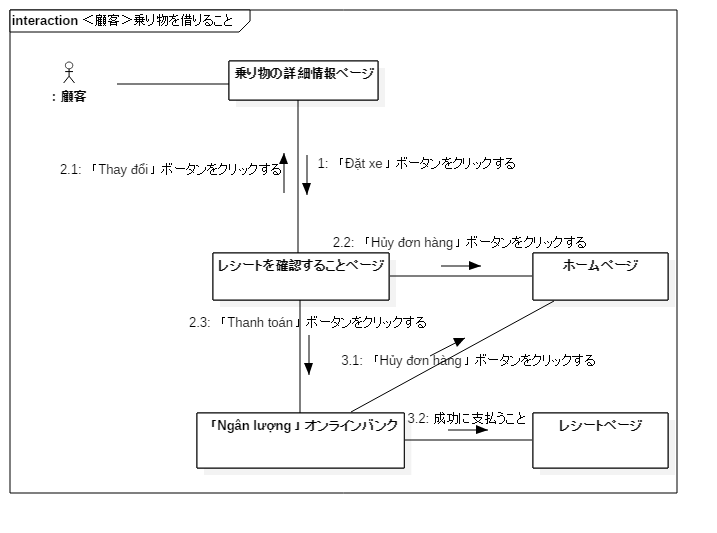 interaction ＜顧客＞乗り物を借りること
乗り物の詳細情報ページ
: 顧客
1: 「Đặt xe」ボータンをクリックする
2.1: 「Thay đổi」ボータンをクリックする
2.2: 「Hủy đơn hàng」ボータンをクリックする
レシートを確認することページ
ホームページ
2.3: 「Thanh toán」ボータンをクリックする
3.1: 「Hủy đơn hàng」ボータンをクリックする
「Ngân lượng」オンラインバンク
3.2: 成功に支払うこと
レシートページ